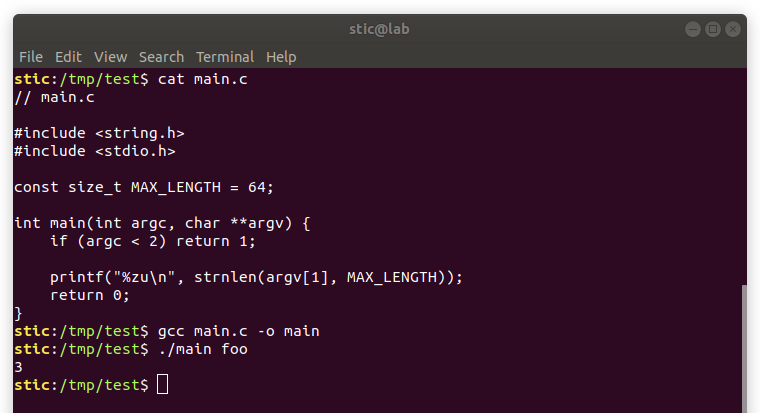 stic@lab
File Edit View Search Terminal Help
stic:/tmp/test$ cat main.c
// main.c

#include <string.h>
#include <stdio.h>

const size_t MAX_LENGTH = 64;

int main(int argc, char **argv) {
    if (argc < 2) return 1;

    printf("%zu\n", strnlen(argv[1], MAX_LENGTH));
    return 0;
}
stic:/tmp/test$ gcc main.c -o main
stic:/tmp/test$ ./main foo
3
stic:/tmp/test$